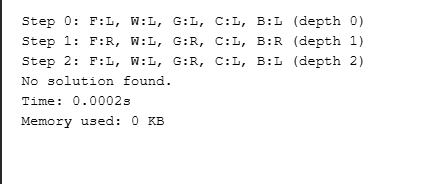 Step 0: F:L, W:L, G:L, C:L, B:L (depth 0)
Step 1: F:R, W:L, G:R, C:L, B:R (depth 1)
Step 2: F:L, W:L, G:R, C:L, B:L (depth 2)
No solution found.
Time: 0.0002s
Memory used: 0 KB